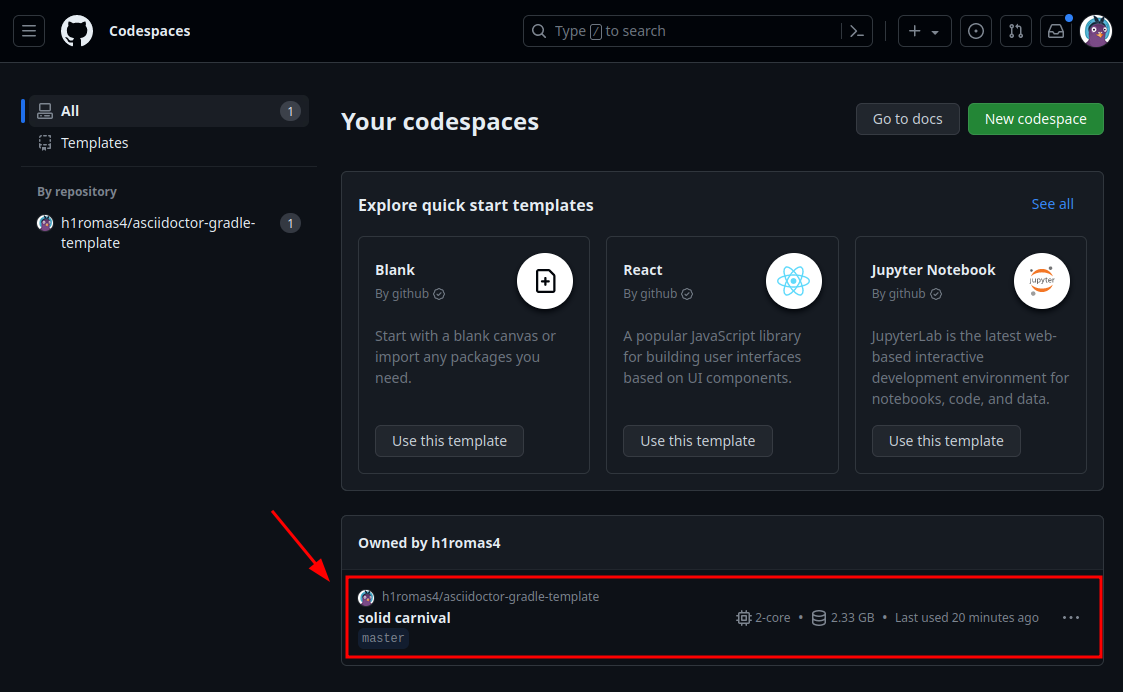 Codespaces
Type / to search
All 1
Templates
By repository
h1romas4/asciidoctor-gradle-
template
1
Your codespaces
Go to docs
New codespace
Explore quick start templates
See all
Blank
By github
Start with a blank canvas or
import any packages you
need.
Use this template
React
By github
A popular JavaScript library
for building user interfaces
based on UI components.
Use this template
Jupyter Notebook
By github
jupyter
JupyterLab is the latest web-
based interactive
development environment for
notebooks, code, and data.
Use this template
Owned by h1romas4
h1romas4/asciidoctor-gradle-template
solid carnival
master
2-core • 2.33 GB • Last used 20 minutes ago